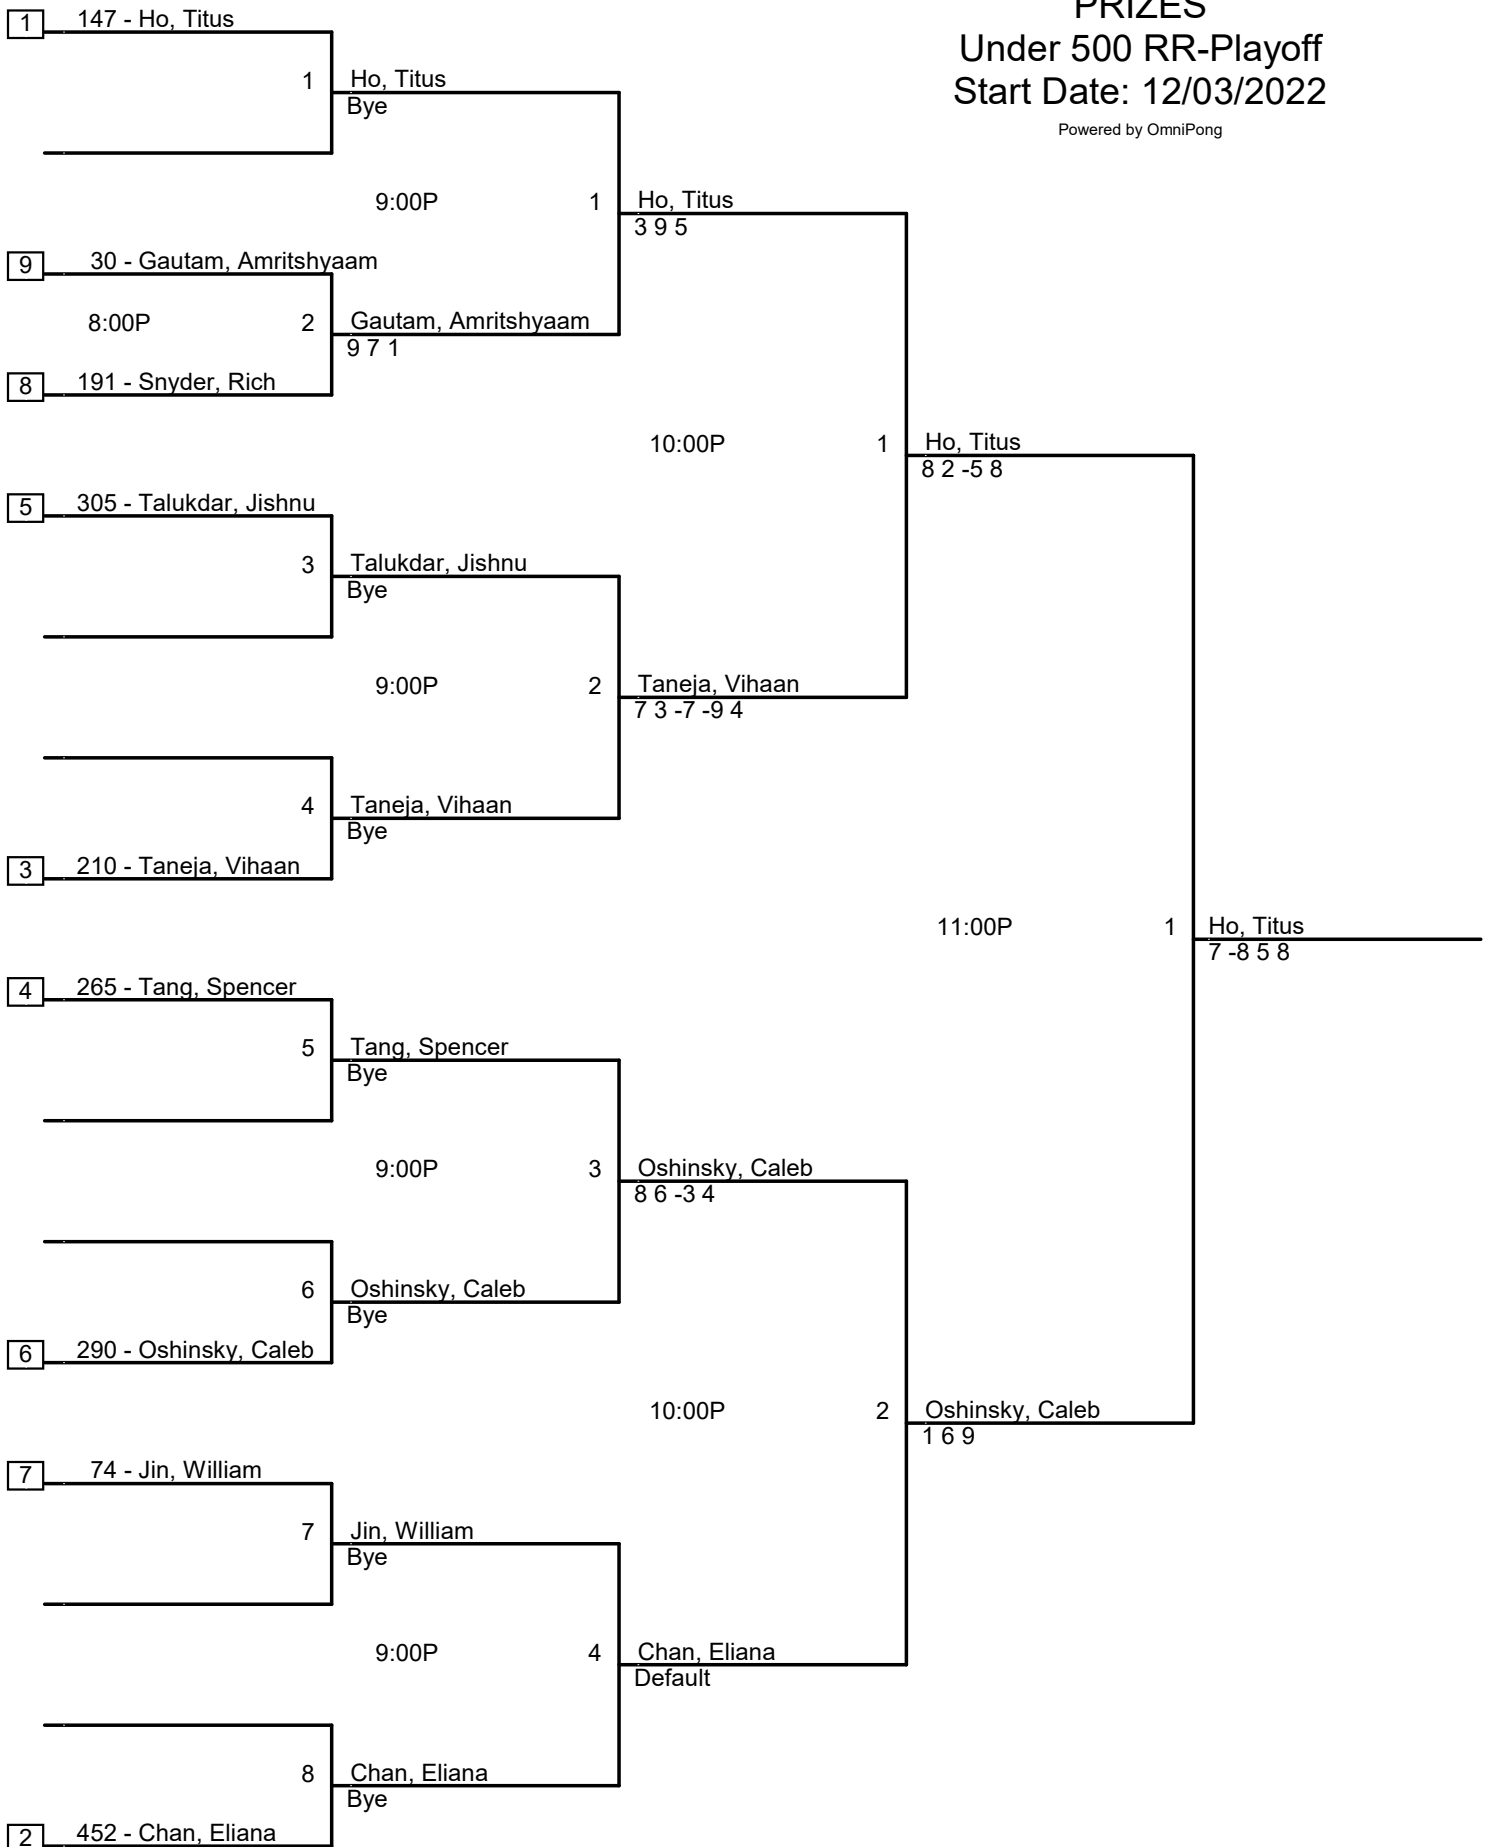 PRIZES
Under 500 RR-Playoff
Start Date: 12/03/2022
Powered by OmniPong
1 147 - Ho, Titus
1 Ho, Titus
Bye
9:00P 1 Ho, Titus
3 9 5
9 30 - Gautam, Amritshyaam
8:00P 2 Gautam, Amritshyaam
9 7 1
8 191 - Snyder, Rich
10:00P 1 Ho, Titus
8 2 -5 8
5 305 - Talukdar, Jishnu
3 Talukdar, Jishnu
Bye
9:00P 2 Taneja, Vihaan
7 3 -7 -9 4
4 Taneja, Vihaan
Bye
3 210 - Taneja, Vihaan
11:00P 1 Ho, Titus
7 -8 5 8
4 265 - Tang, Spencer
5 Tang, Spencer
Bye
9:00P 3 Oshinsky, Caleb
8 6 -3 4
6 Oshinsky, Caleb
Bye
6 290 - Oshinsky, Caleb
10:00P 2 Oshinsky, Caleb
1 6 9
7 74 - Jin, William
7 Jin, William
Bye
9:00P 4 Chan, Eliana
Default
8 Chan, Eliana
Bye
2 452 - Chan, Eliana